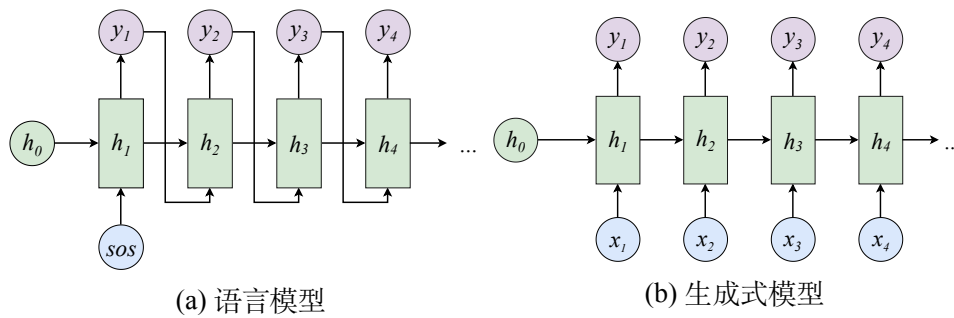 y1 y2 y3 y4
h0 h1 h2 h3 h4 ...
sos
(a) 语言模型
y1 y2 y3 y4
h0 h1 h2 h3 h4 ..
x1 x2 x3 x4
(b) 生成式模型